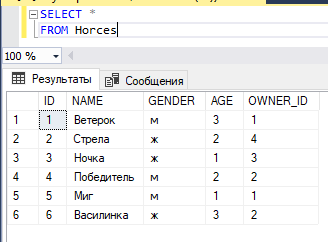 SELECT *
FROM Horces
100 %
Результаты Сообщения
ID NAME GENDER AGE OWNER_ID
1 1 Ветерок м 3 1
2 2 Стрела ж 2 4
3 3 Ночка ж 1 3
4 4 Победитель м 2 2
5 5 Миг м 1 1
6 6 Василинка ж 3 2